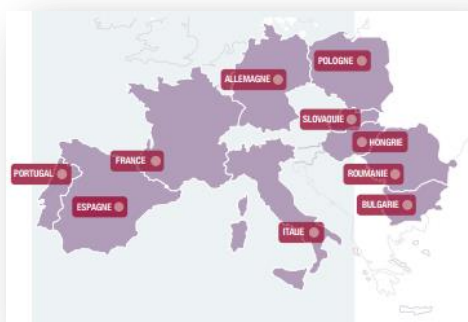 POLOGNE
ALLEMAGNE
SLOVAQUIE
HONGRIE
FRANCE
PORTUGAL
ROUMANIE
ESPAGNE
BULGARIE
ITALIE